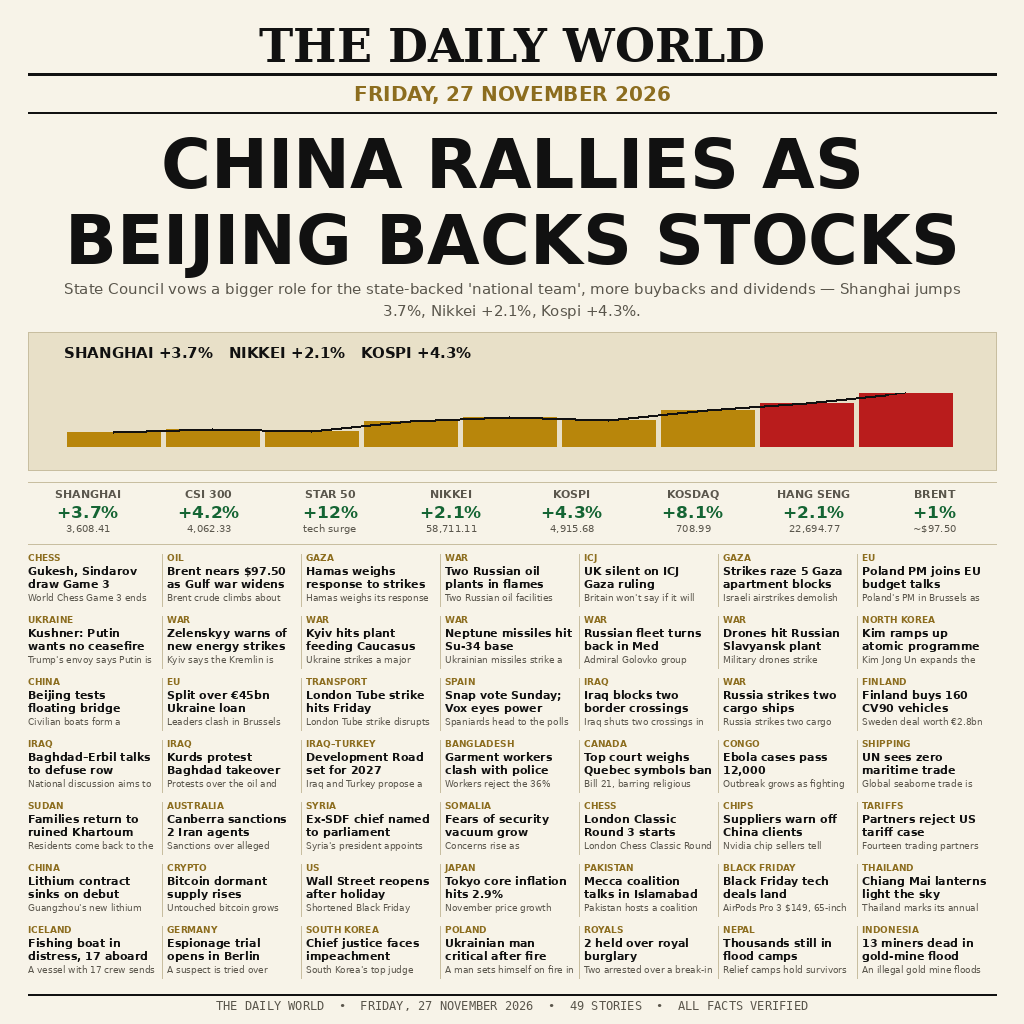 THE DAILY WORLD
FRIDAY, 27 NOVEMBER 2026
CHINA RALLIES AS
BEIJING BACKS STOCKS
State Council vows a bigger role for the state-backed 'national team', more buybacks and dividends — Shanghai jumps
3.7%, Nikkei +2.1%, Kospi +4.3%.
SHANGHAI +3.7%   NIKKEI +2.1%   KOSPI +4.3%
SHANGHAI
+3.7%
3,608.41
CSI 300
+4.2%
4,062.33
STAR 50
+12%
tech surge
NIKKEI
+2.1%
58,711.11
KOSPI
+4.3%
4,915.68
KOSDAQ
+8.1%
708.99
HANG SENG
+2.1%
22,694.77
BRENT
+1%
~$97.50
CHESS
Gukesh, Sindarov
draw Game 3
World Chess Game 3 ends
OIL
Brent nears $97.50
as Gulf war widens
Brent crude climbs about
GAZA
Hamas weighs
response to strikes
Hamas weighs its response
WAR
Two Russian oil
plants in flames
Two Russian oil facilities
ICJ
UK silent on ICJ
Gaza ruling
Britain won't say if it will
GAZA
Strikes raze 5 Gaza
apartment blocks
Israeli airstrikes demolish
EU
Poland PM joins EU
budget talks
Poland's PM in Brussels as
UKRAINE
Kushner: Putin
wants no ceasefire
Trump's envoy says Putin is
WAR
Zelenskyy warns of
new energy strikes
Kyiv says the Kremlin is
WAR
Kyiv hits plant
feeding Caucasus
Ukraine strikes a major
WAR
Neptune missiles hit
Su-34 base
Ukrainian missiles strike a
WAR
Russian fleet turns
back in Med
Admiral Golovko group
WAR
Drones hit Russian
Slavyansk plant
Military drones strike
NORTH KOREA
Kim ramps up
atomic programme
Kim Jong Un expands the
CHINA
Beijing tests
floating bridge
Civilian boats form a
EU
Split over €45bn
Ukraine loan
Leaders clash in Brussels
TRANSPORT
London Tube strike
hits Friday
London Tube strike disrupts
SPAIN
Snap vote Sunday;
Vox eyes power
Spaniards head to the polls
IRAQ
Iraq blocks two
border crossings
Iraq shuts two crossings in
WAR
Russia strikes two
cargo ships
Russia strikes two cargo
FINLAND
Finland buys 160
CV90 vehicles
Sweden deal worth €2.8bn
IRAQ
Baghdad–Erbil talks
to defuse row
National discussion aims to
IRAQ
Kurds protest
Baghdad takeover
Protests over the oil and
IRAQ–TURKEY
Development Road
set for 2027
Iraq and Turkey propose a
BANGLADESH
Garment workers
clash with police
Workers reject the 36%
CANADA
Top court weighs
Quebec symbols ban
Bill 21, barring religious
CONGO
Ebola cases pass
12,000
Outbreak grows as fighting
SHIPPING
UN sees zero
maritime trade
Global seaborne trade is
SUDAN
Families return to
ruined Khartoum
Residents come back to the
AUSTRALIA
Canberra sanctions
2 Iran agents
Sanctions over alleged
SYRIA
Ex-SDF chief named
to parliament
Syria's president appoints
SOMALIA
Fears of security
vacuum grow
Concerns rise as
CHESS
London Classic
Round 3 starts
London Chess Classic Round
CHIPS
Suppliers warn off
China clients
Nvidia chip sellers tell
TARIFFS
Partners reject US
tariff case
Fourteen trading partners
CHINA
Lithium contract
sinks on debut
Guangzhou's new lithium
CRYPTO
Bitcoin dormant
supply rises
Untouched bitcoin grows
US
Wall Street reopens
after holiday
Shortened Black Friday
JAPAN
Tokyo core inflation
hits 2.9%
November price growth
PAKISTAN
Mecca coalition
talks in Islamabad
Pakistan hosts a coalition
BLACK FRIDAY
Black Friday tech
deals land
AirPods Pro 3 $149, 65-inch
THAILAND
Chiang Mai lanterns
light the sky
Thailand marks its annual
ICELAND
Fishing boat in
distress, 17 aboard
A vessel with 17 crew sends
GERMANY
Espionage trial
opens in Berlin
A suspect is tried over
SOUTH KOREA
Chief justice faces
impeachment
South Korea's top judge
POLAND
Ukrainian man
critical after fire
A man sets himself on fire in
ROYALS
2 held over royal
burglary
Two arrested over a break-in
NEPAL
Thousands still in
flood camps
Relief camps hold survivors
INDONESIA
13 miners dead in
gold-mine flood
An illegal gold mine floods
THE DAILY WORLD  •  FRIDAY, 27 NOVEMBER 2026  •  49 STORIES  •  ALL FACTS VERIFIED